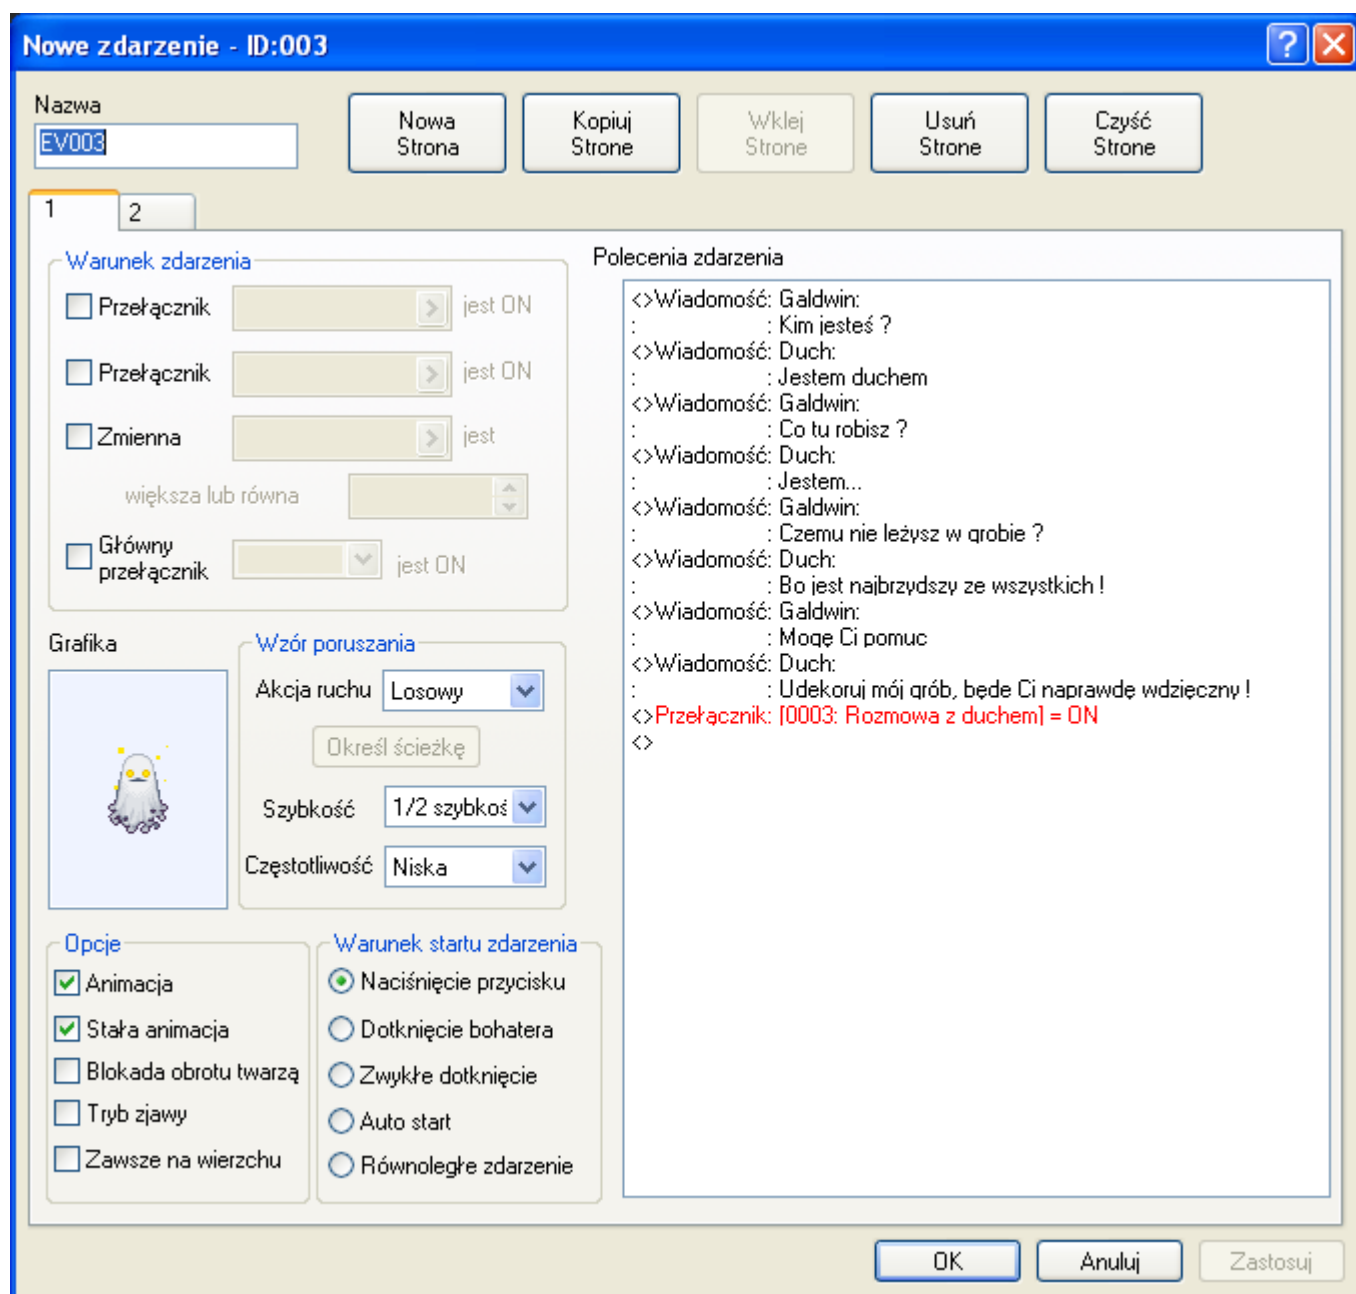 Nowe zdarzenie - ID:003
Nazwa
EV003
Nowa
Strona
Kopiuj
Strone
Wklej
Strone
Usuń
Strone
Czyść
Strone
1
2
Warunek zdarzenia
Przełącznik
jest ON
Przełącznik
jest ON
Zmienna
jest
większa lub równa
Główny
przełącznik
jest ON
Grafika
Wzór poruszania
Akcja ruchu
Losowy
Określ ścieżkę
Szybkość
1/2 szybkoś
Częstotliwość
Niska
Opcje
Animacja
Stała animacja
Blokada obrotu twarzą
Tryb zjawy
Zawsze na wierzchu
Warunek startu zdarzenia
Naciśnięcie przycisku
Dotknięcie bohatera
Zwykłe dotknięcie
Auto start
Równoległe zdarzenie
Polecenia zdarzenia
<>Wiadomość: Galdwin:
: : Kim jesteś ?
<>Wiadomość: Duch:
: : Jestem duchem
<>Wiadomość: Galdwin:
: : Co tu robisz ?
<>Wiadomość: Duch:
: : Jestem...
<>Wiadomość: Galdwin:
: : Czemu nie leżysz w grobie ?
<>Wiadomość: Duch:
: : Bo jest najbrzydszy ze wszystkich !
<>Wiadomość: Galdwin:
: : Mogę Ci pomuc
<>Wiadomość: Duch:
: : Udekoruj mój grób, będe Ci naprawdę wdzięczny !
<>Przełącznik: [0003: Rozmowa z duchem] = ON
<>
OK
Anuluj
Zastosuj